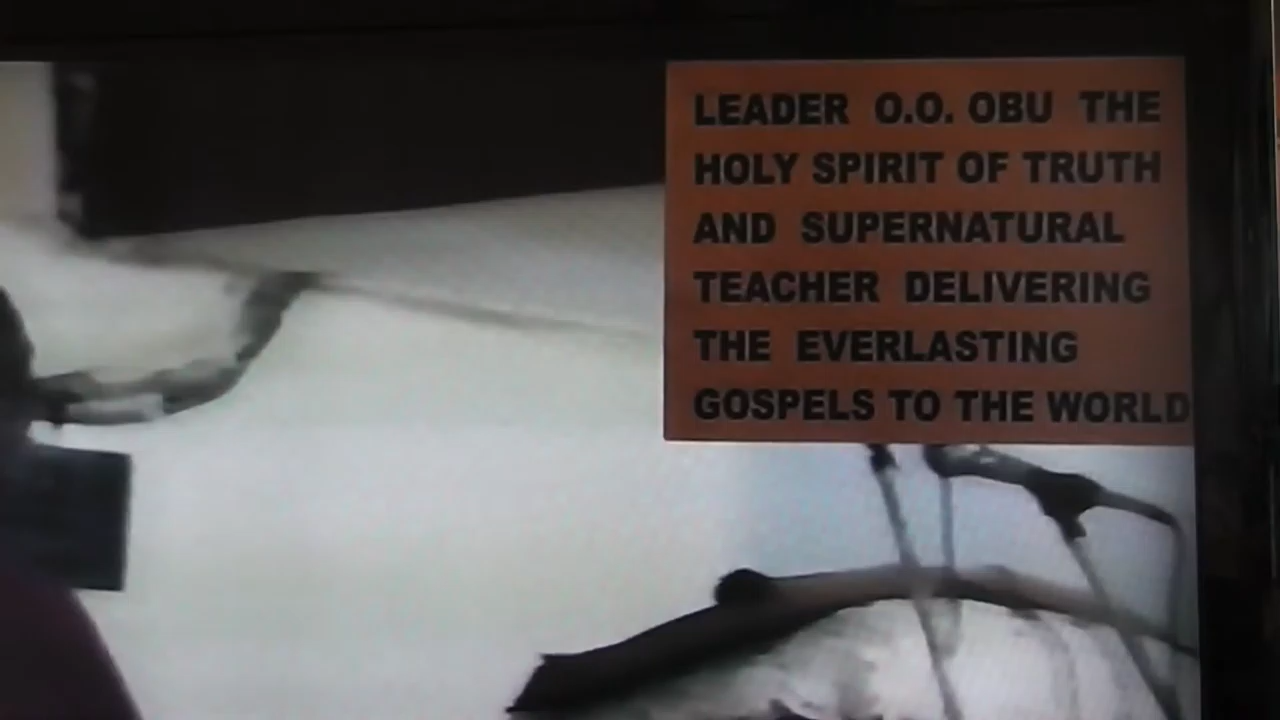 LEADER O.O. OBU THE
HOLY SPIRIT OF TRUTH
AND SUPERNATURAL
TEACHER DELIVERING
THE EVERLASTING
GOSPELS TO THE WORLD